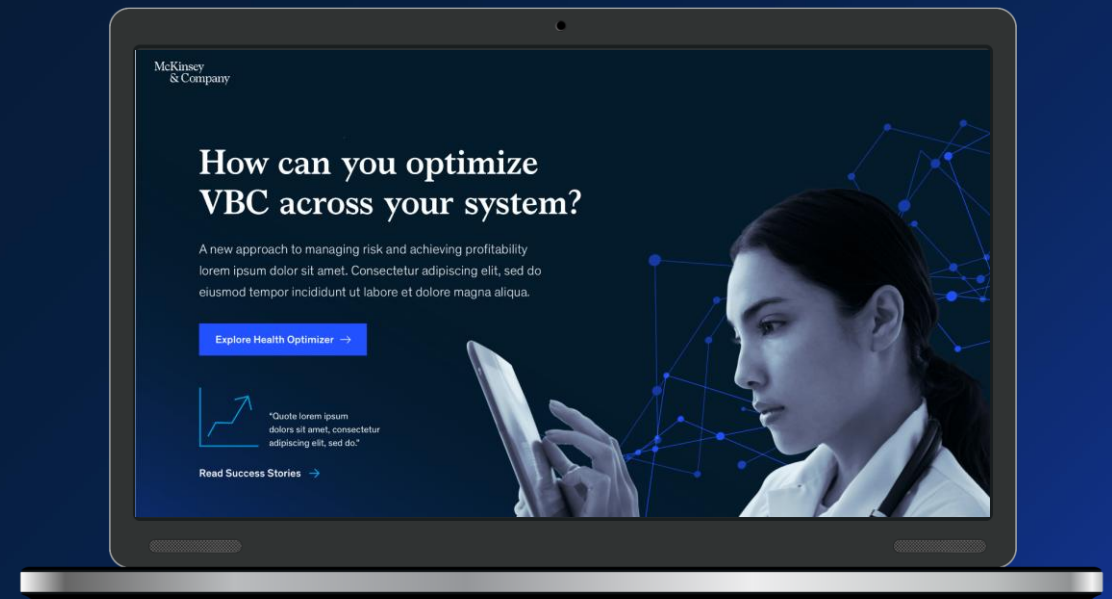 McKinsey
& Company
How can you optimize
VBC across your system?
A new approach to managing risk and achieving profitability
lorem ipsum dolor sit amet. Consectetur adipiscing elit, sed do
eiusmod tempor incididunt ut labore et dolore magna aliqua.
Explore Health Optimizer →
"Quote lorem ipsum
dolors sit amet, consectetur
adipiscing elit, sed do."
Read Success Stories →